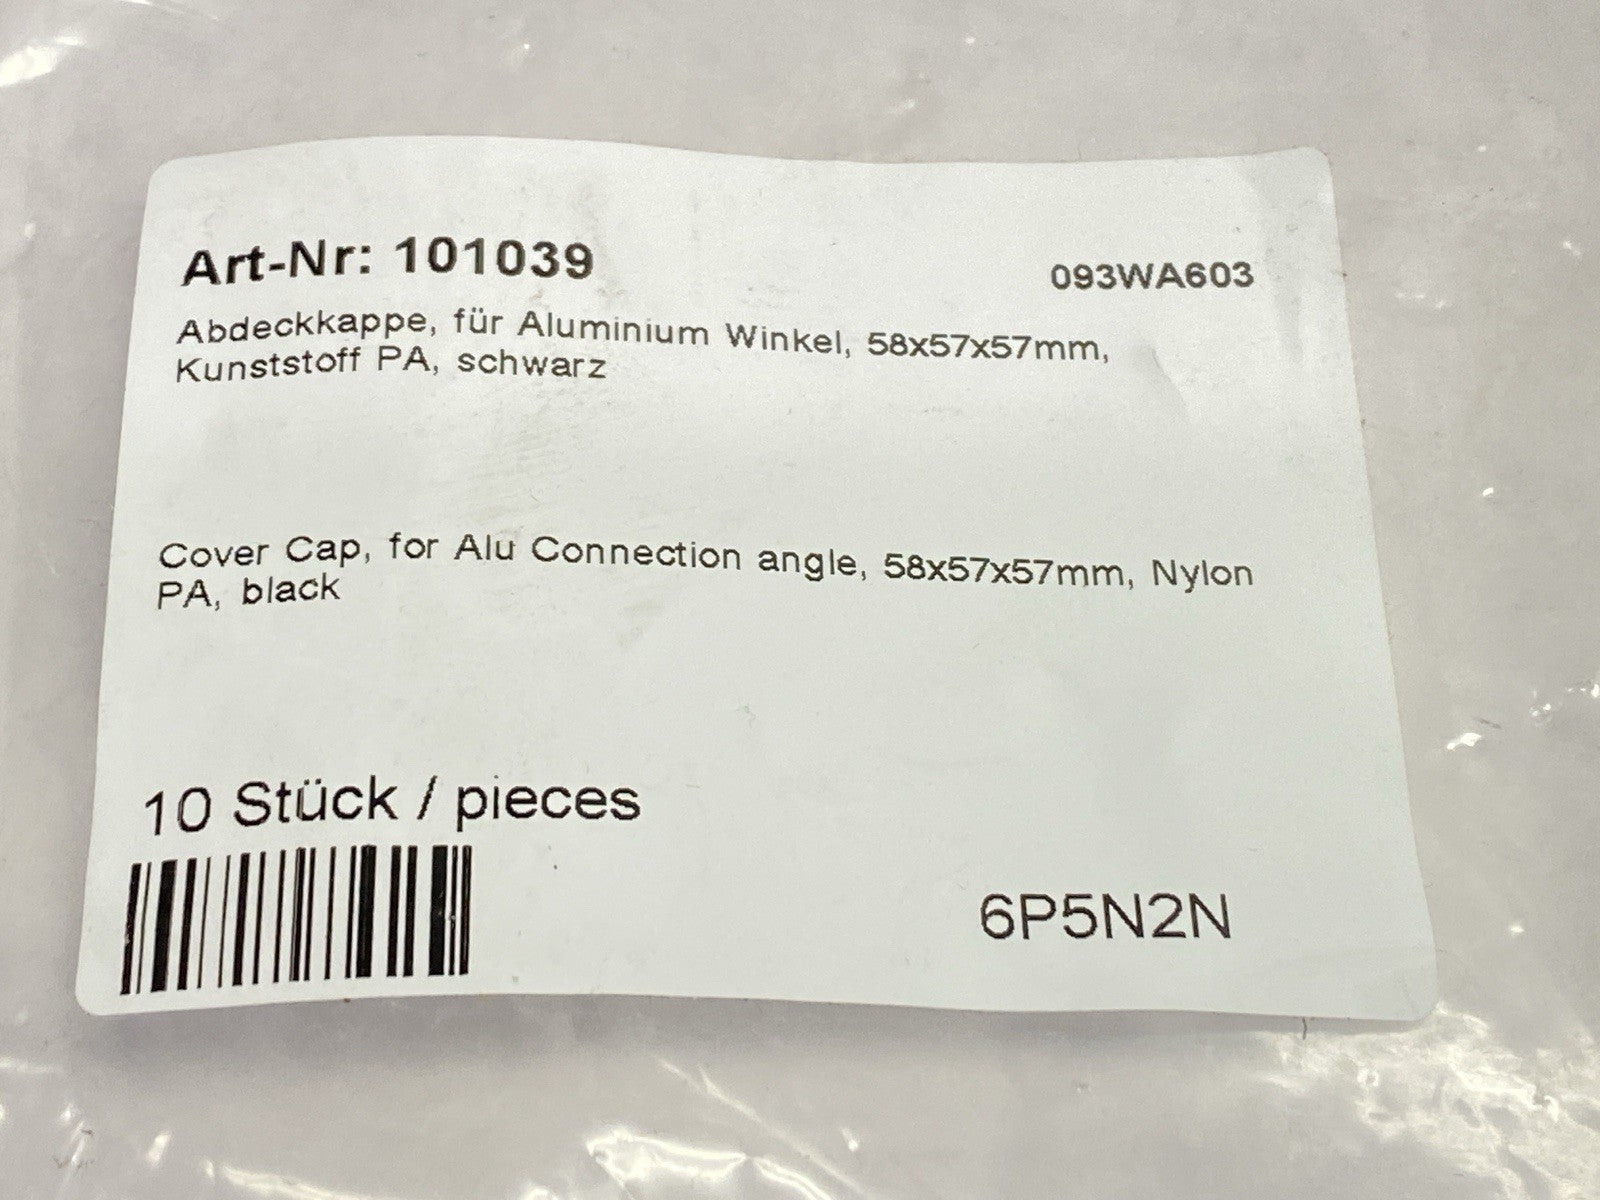 Art-Nr: 101039
093WA603
Abdeckkappe, für Aluminium Winkel, 58x57x57mm,
Kunststoff PA, schwarz
Cover Cap, for Alu Connection angle, 58x57x57mm, Nylon
PA, black
10 Stück / pieces
6P5N2N